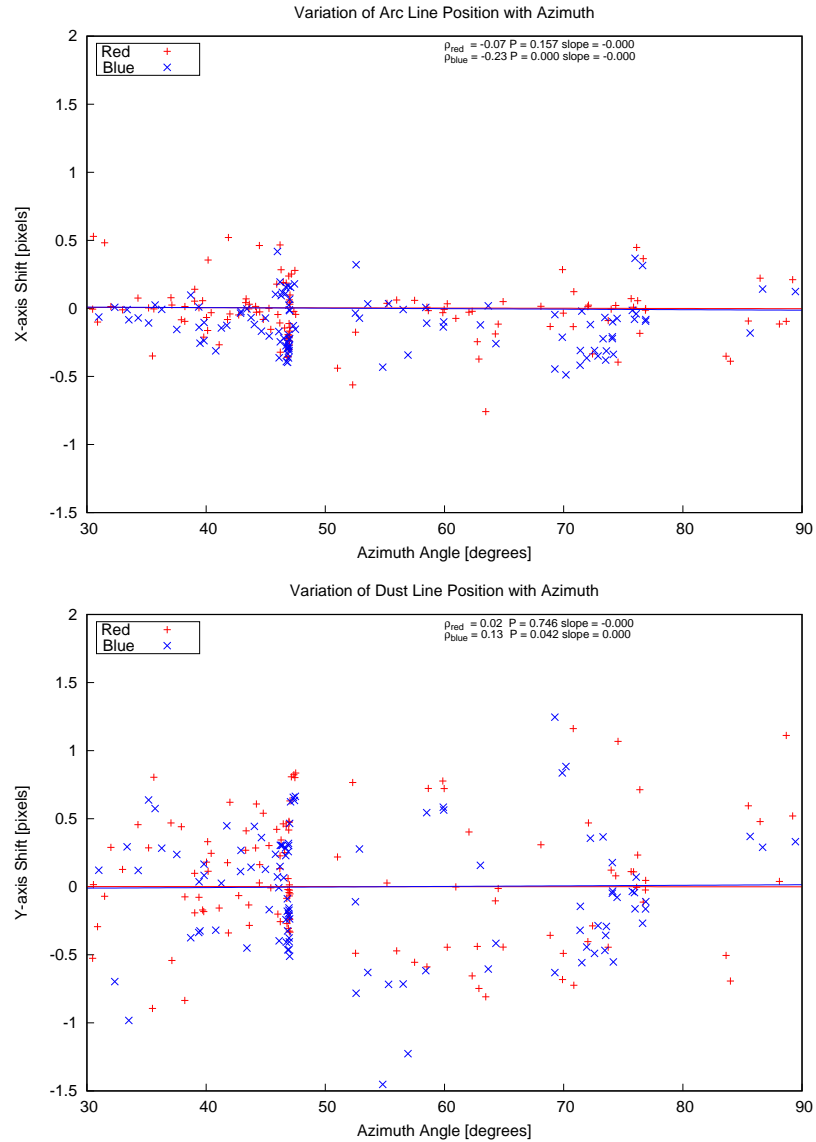 Variation of Arc Line Position with Azimuth
2
1.5
1
0.5
0
-0.5
-1
-1.5
X-axis Shift [pixels]
Red
Blue
ρred = -0.07 P = 0.157 slope = -0.000
ρblue = -0.23 P = 0.000 slope = -0.000
30 40 50 60 70 80 90
Azimuth Angle [degrees]
Variation of Dust Line Position with Azimuth
2
1.5
1
0.5
0
-0.5
-1
-1.5
Y-axis Shift [pixels]
Red
Blue
ρred = 0.02 P = 0.746 slope = -0.000
ρblue = 0.13 P = 0.042 slope = 0.000
30 40 50 60 70 80 90
Azimuth Angle [degrees]